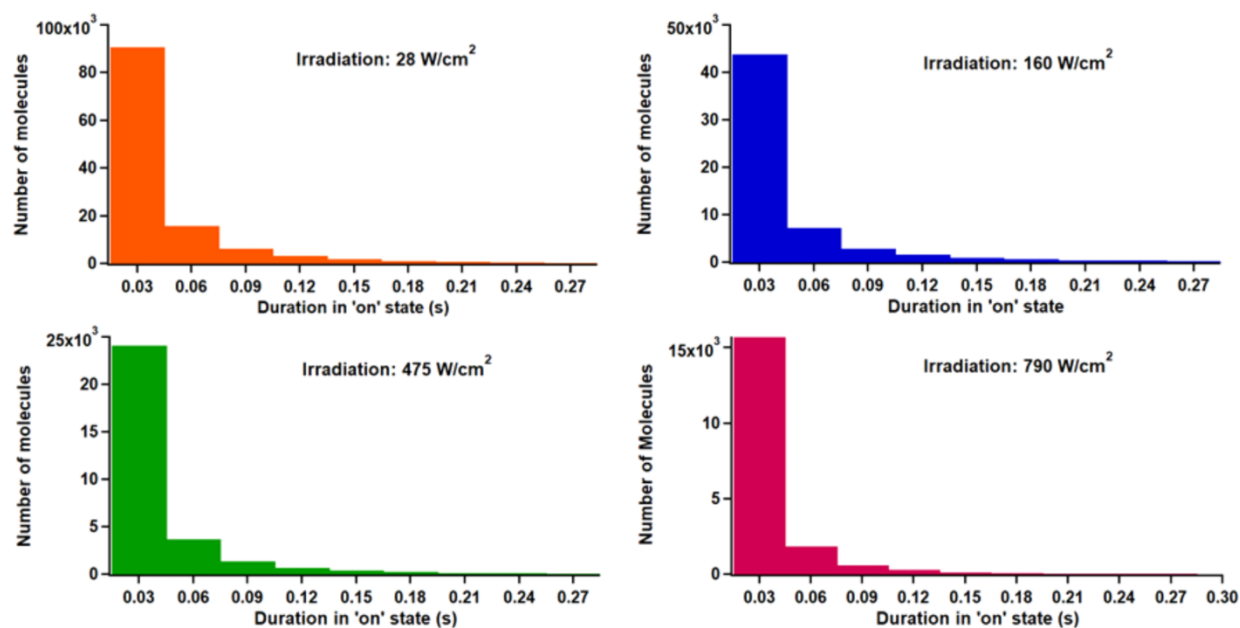 100x10³
80
60
40
20
0
Number of molecules
Irradiation: 28 W/cm²
0.03 0.06 0.09 0.12 0.15 0.18 0.21 0.24 0.27
Duration in 'on' state (s)
50x10³
40
30
20
10
0
Number of molecules
Irradiation: 160 W/cm²
0.03 0.06 0.09 0.12 0.15 0.18 0.21 0.24 0.27
Duration in 'on' state
25x10³
20
15
10
5
0
Number of molecules
Irradiation: 475 W/cm²
0.03 0.06 0.09 0.12 0.15 0.18 0.21 0.24 0.27
Duration in 'on' state (s)
15x10³
10
5
0
Number of Molecules
Irradiation: 790 W/cm²
0.03 0.06 0.09 0.12 0.15 0.18 0.21 0.24 0.27 0.30
Duration in 'on' state (s)